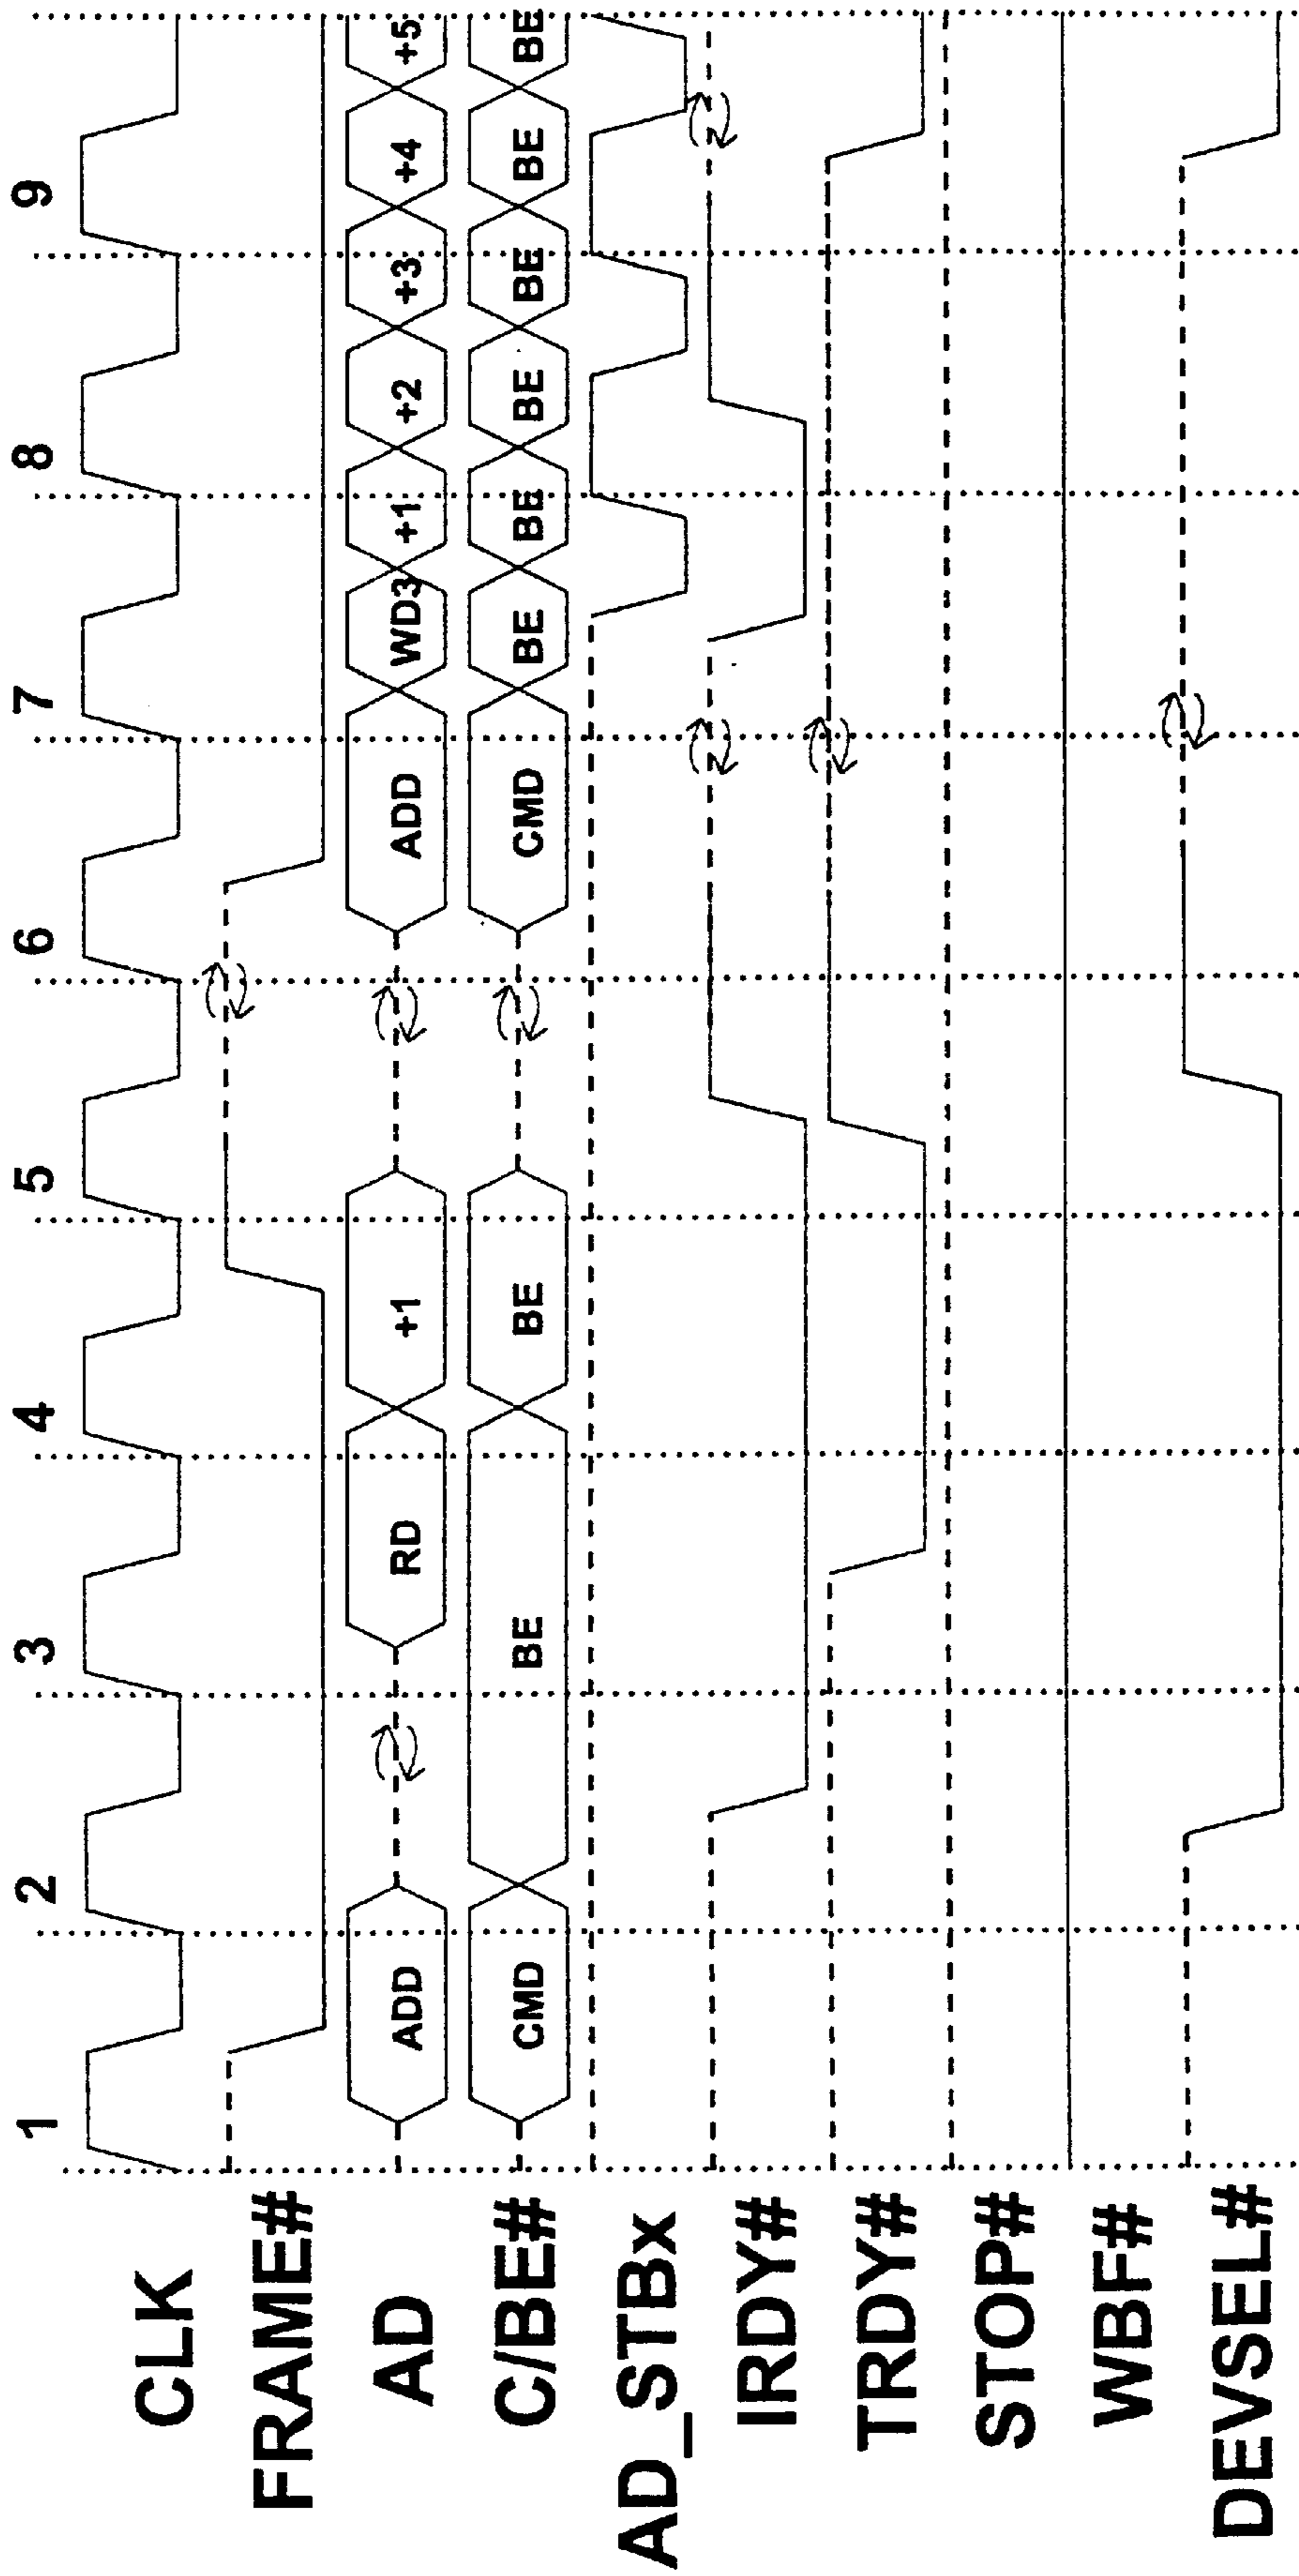 1 2 3 4 5 6 7 8 9
CLK
FRAME#
AD ADD RD +1 ADD WD3 +1 +2 +3 +4 +5
C/BE# CMD BE BE CMD BE BE BE BE BE BE
AD_STBx
IRDY#
TRDY#
STOP#
WBF#
DEVSEL#